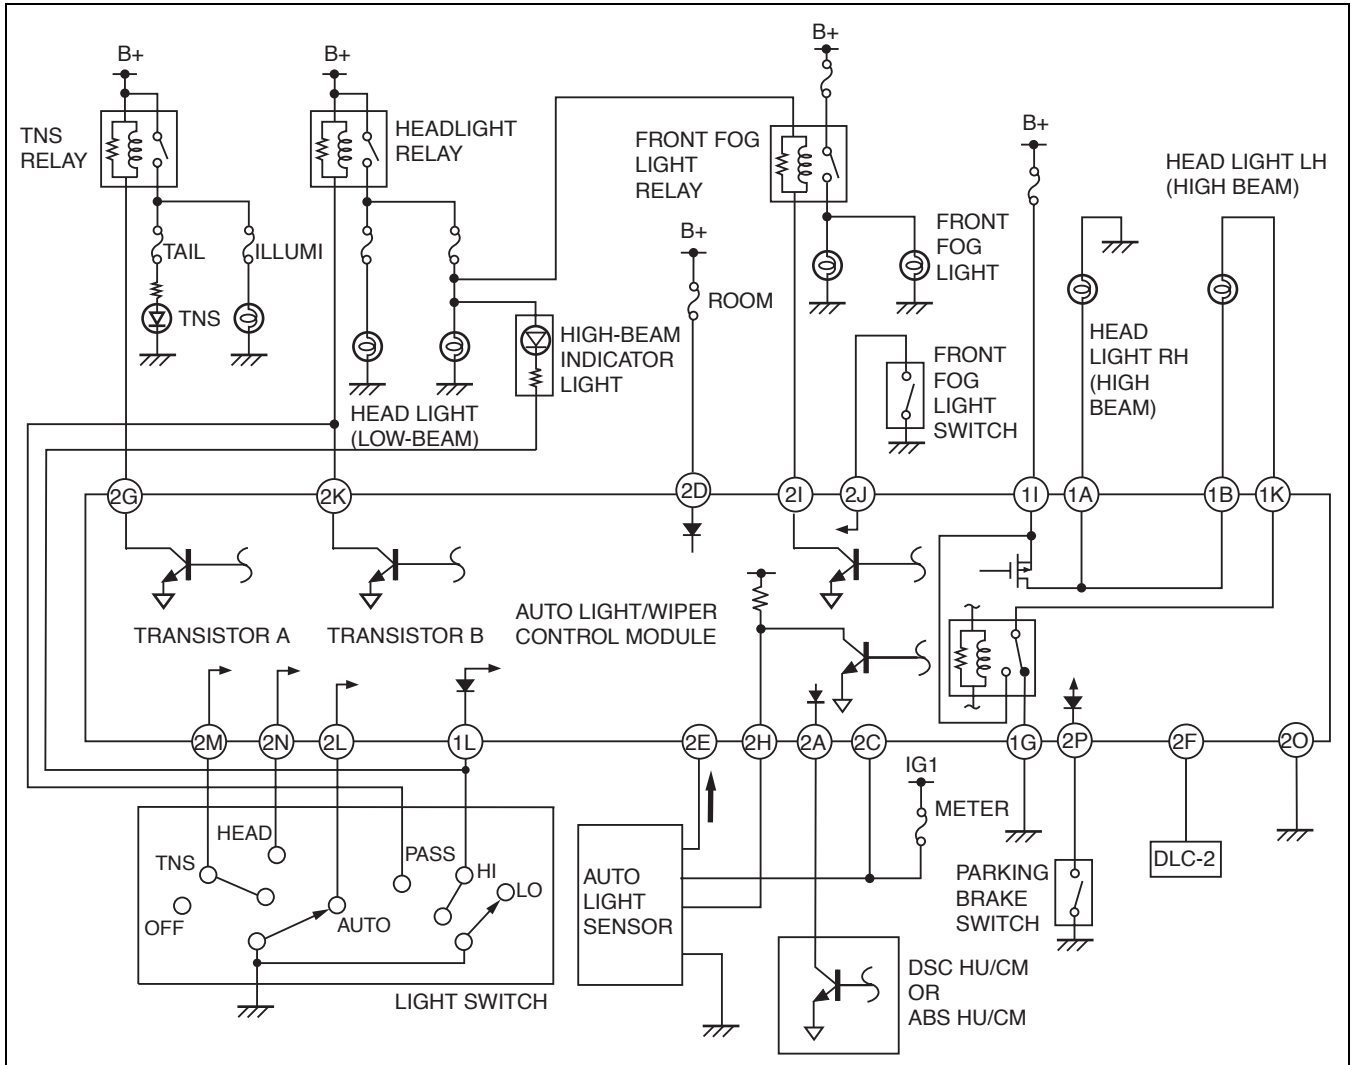 B+
B+
B+
TNS
RELAY
HEADLIGHT
RELAY
FRONT FOG
LIGHT
RELAY
B+
HEAD LIGHT LH
(HIGH BEAM)
B+
FRONT
FOG
LIGHT
TAIL
ILLUMI
ROOM
TNS
HIGH-BEAM
INDICATOR
LIGHT
HEAD
LIGHT RH
(HIGH
BEAM)
FRONT
FOG
LIGHT
SWITCH
HEAD LIGHT
(LOW-BEAM)
2G
2K
2D
2I
2J
1I
1A
1B
1K
TRANSISTOR A
TRANSISTOR B
AUTO LIGHT/WIPER
CONTROL MODULE
2M
2N
2L
1L
2E
2H
2A
2C
1G
2P
2F
2O
IG1
METER
HEAD
TNS
OFF
AUTO
PASS
HI
LO
LIGHT SWITCH
AUTO
LIGHT
SENSOR
PARKING
BRAKE
SWITCH
DLC-2
DSC HU/CM
OR
ABS HU/CM